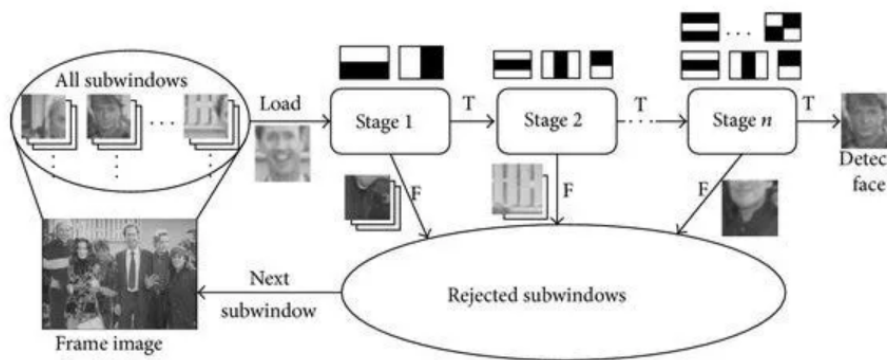 All subwindows
. . .
Load
Stage 1
T
Stage 2
T
. . .
Stage n
T
Detec
face
F
F
F
Next
subwindow
Rejected subwindows
Frame image